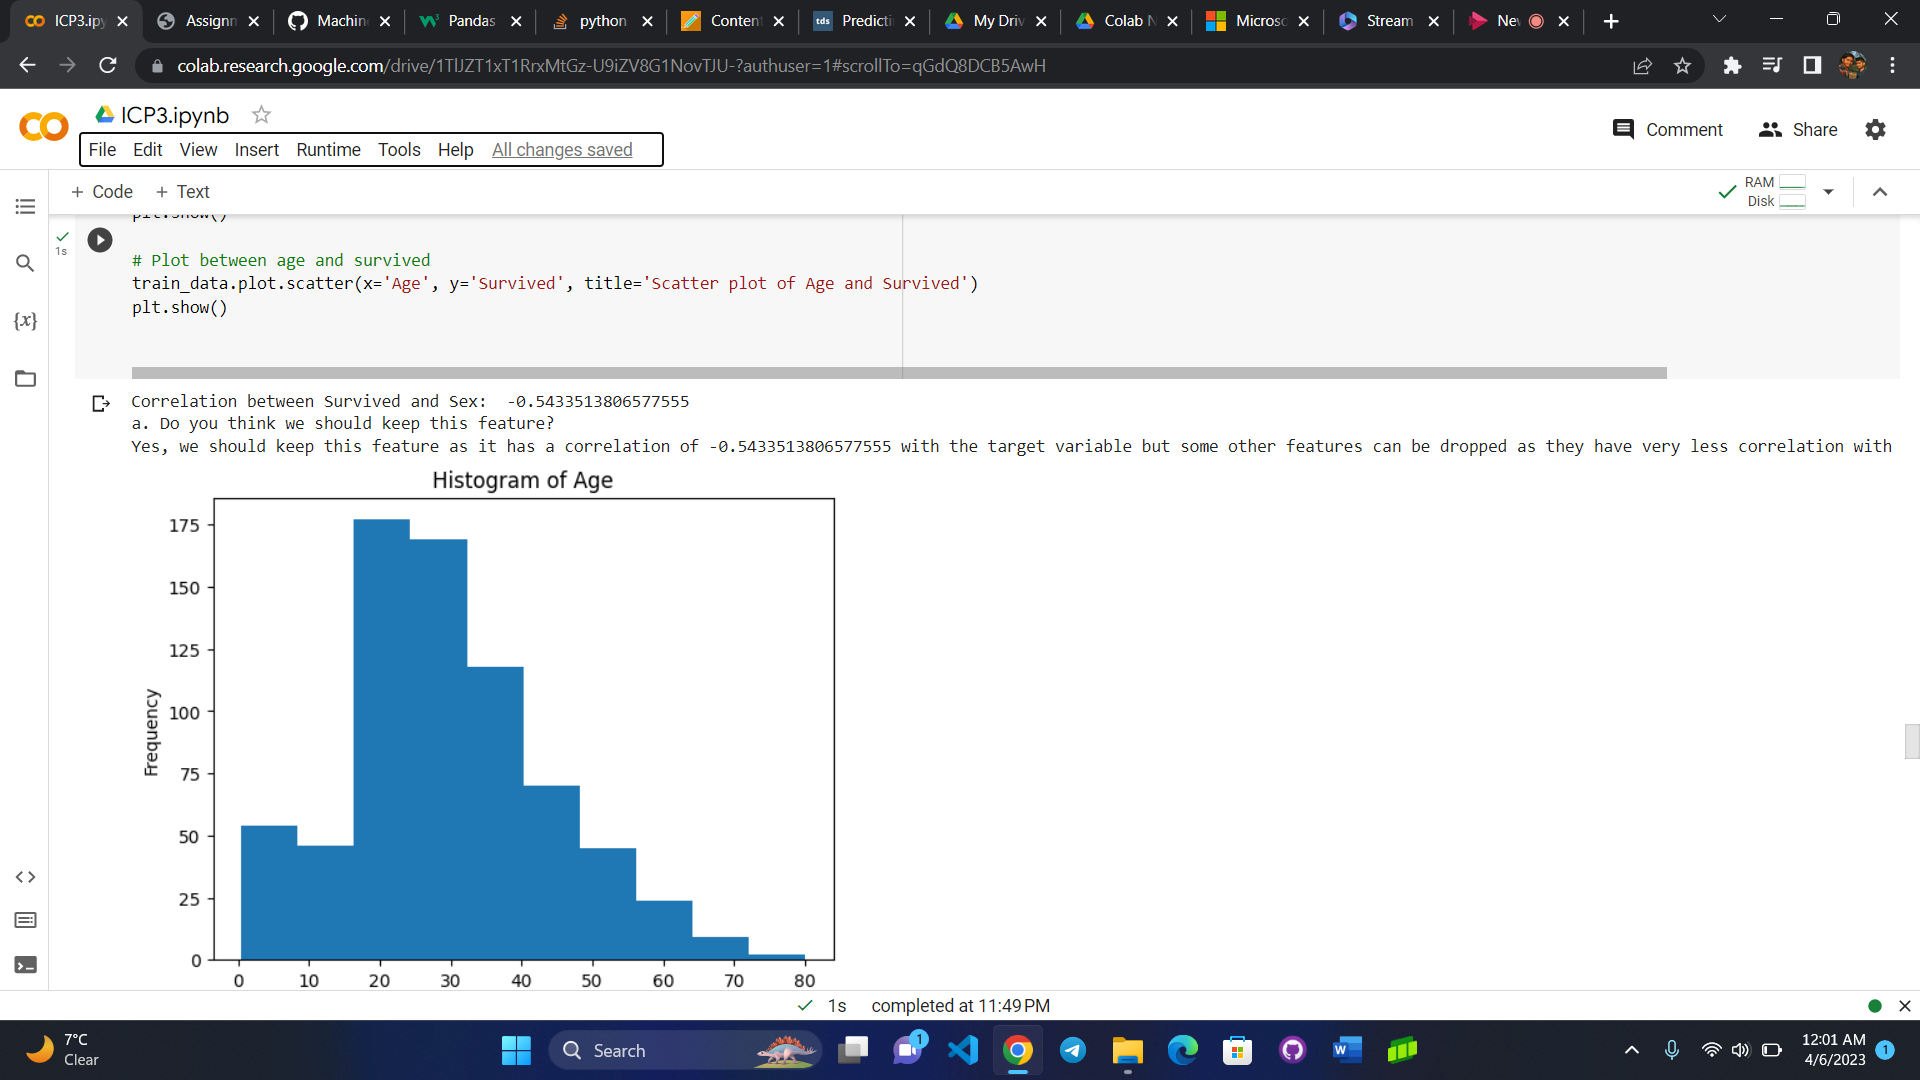 ICP3.ipy
Assignm
Machin
Pandas
python
Content
tds Predicti
My Driv
Colab N
Microso
Stream
Nev
colab.research.google.com/drive/1TlJZT1xT1RrxMtGz-U9iZV8G1NovTJU-?authuser=1#scrollTo=qGdQ8DCB5AwH
ICP3.ipynb
Comment
Share
File Edit View Insert Runtime Tools Help All changes saved
+ Code + Text
RAM
Disk
plt.show()
1s
# Plot between age and survived
train_data.plot.scatter(x='Age', y='Survived', title='Scatter plot of Age and Survived')
plt.show()
{x}
Correlation between Survived and Sex:  -0.5433513806577555
a. Do you think we should keep this feature?
Yes, we should keep this feature as it has a correlation of -0.5433513806577555 with the target variable but some other features can be dropped as they have very less correlation with
Histogram of Age
175
150
125
100
75
50
25
0
Frequency
0 10 20 30 40 50 60 70 80
1s completed at 11:49 PM
7°C
Clear
Search
1
W
12:01 AM
4/6/2023
1